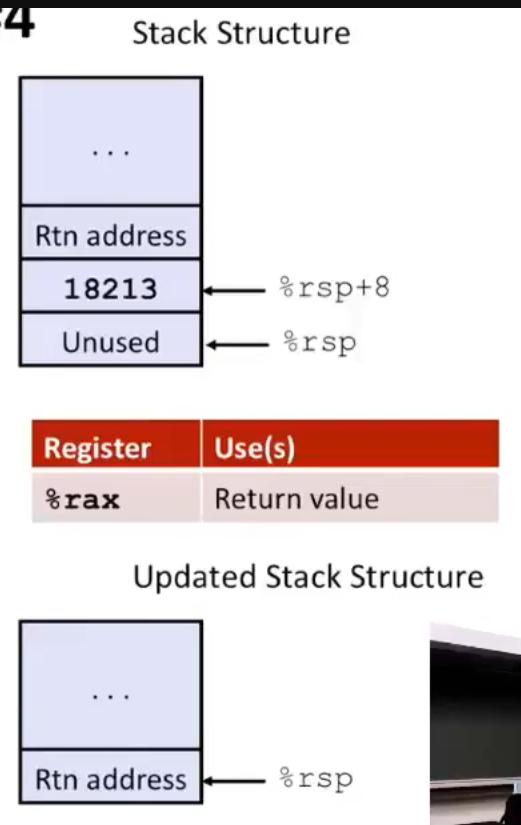 #4
Stack Structure
...
Rtn address
18213
%rsp+8
Unused
%rsp
Register Use(s)
%rax Return value
Updated Stack Structure
...
Rtn address
%rsp